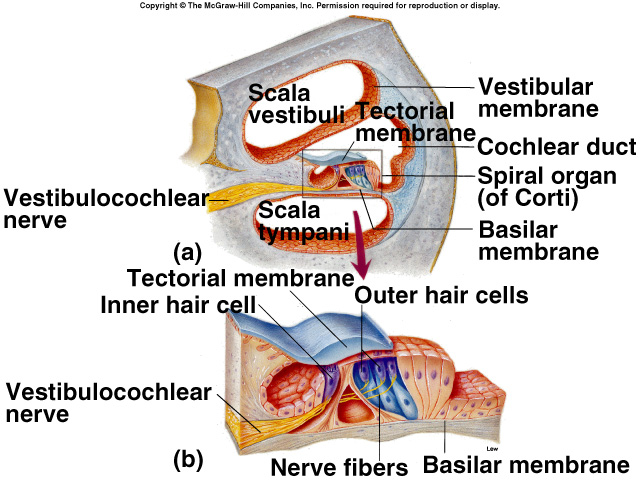 Copyright © The McGraw-Hill Companies, Inc. Permission required for reproduction or display.
Scala
vestibuli
Tectorial
membrane
Vestibular
membrane
Cochlear duct
Spiral organ
(of Corti)
Vestibulocochlear
nerve
Scala
tympani
Basilar
membrane
(a)
Tectorial membrane
Inner hair cell
Outer hair cells
Vestibulocochlear
nerve
Lew
(b)
Nerve fibers
Basilar membrane